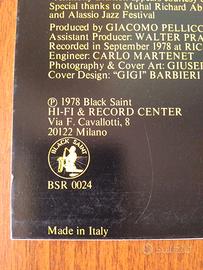 Special thanks to Muhal Richard Ab
and Alassio Jazz Festival
Produced by GIACOMO PELLICC
Assistant Producer: WALTER PRA
Recorded in September 1978 at RIC
Engineer: CARLO MARTENET
Photography & Cover Art: GIUSE
Cover Design: "GIGI" BARBIERI
℗ 1978 Black Saint
HI-FI & RECORD CENTER
Via F. Cavallotti, 8
20122 Milano
BLACK SAINT
BSR 0024
Made in Italy
subito